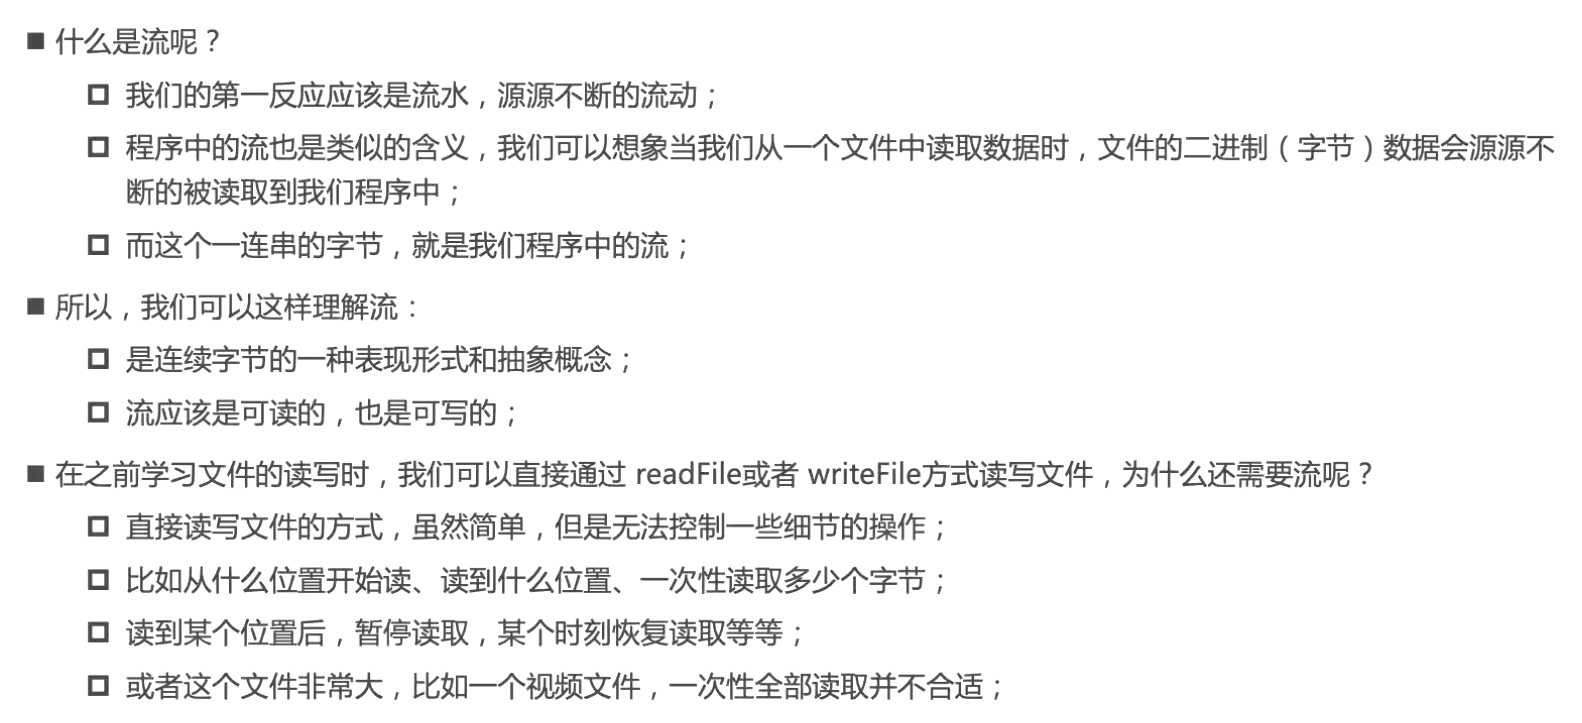 什么是流呢？
我们的第一反应应该是流水，源源不断的流动；
程序中的流也是类似的含义，我们可以想象当我们从一个文件中读取数据时，文件的二进制（字节）数据会源源不
断的被读取到我们程序中；
而这个一连串的字节，就是我们程序中的流；
所以，我们可以这样理解流：
是连续字节的一种表现形式和抽象概念；
流应该是可读的，也是可写的；
在之前学习文件的读写时，我们可以直接通过 readFile或者 writeFile方式读写文件，为什么还需要流呢？
直接读写文件的方式，虽然简单，但是无法控制一些细节的操作；
比如从什么位置开始读、读到什么位置、一次性读取多少个字节；
读到某个位置后，暂停读取，某个时刻恢复读取等等；
或者这个文件非常大，比如一个视频文件，一次性全部读取并不合适；